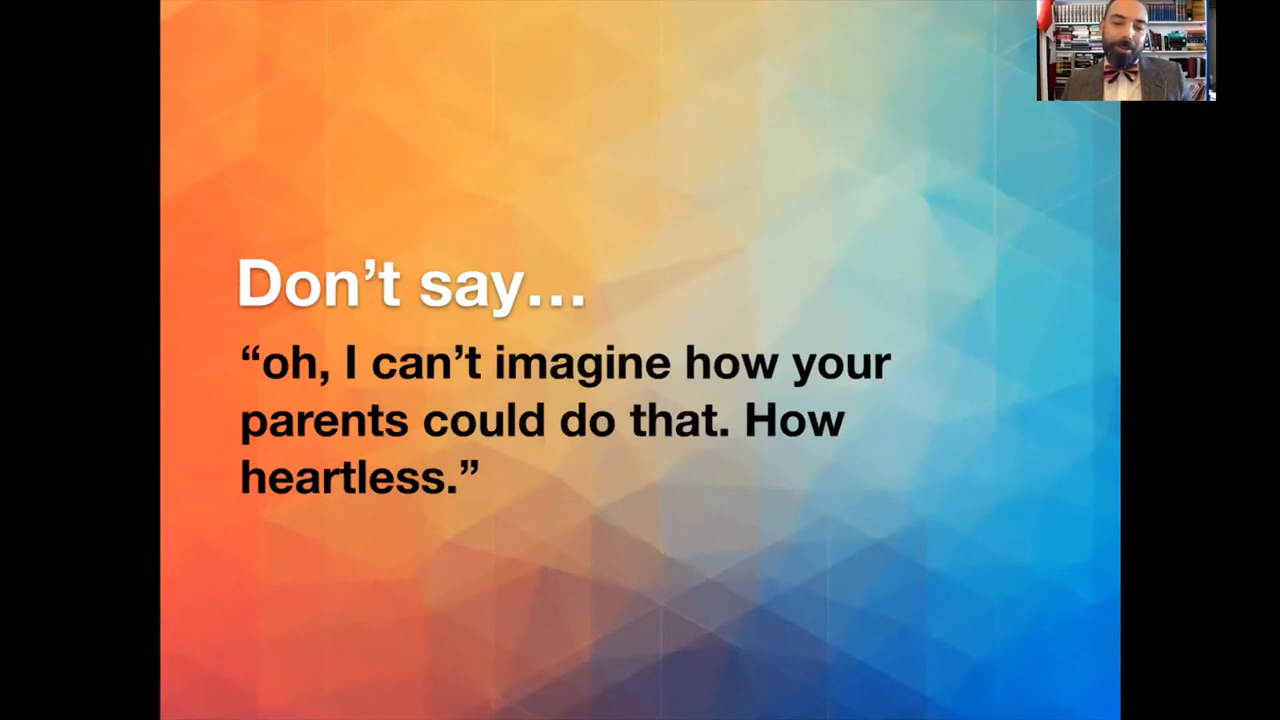 Don’t say…
“oh, I can’t imagine how your
parents could do that. How
heartless.”